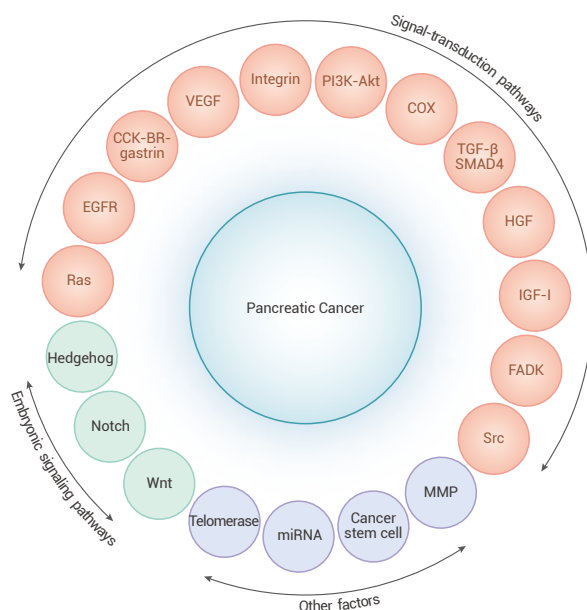 Signal-transduction pathways
Integrin
PI3K-Akt
VEGF
COX
CCK-BR-
gastrin
TGF-β
SMAD4
EGFR
HGF
Ras
IGF-I
Pancreatic Cancer
Hedgehog
FADK
Notch
Src
Wnt
MMP
Telomerase
miRNA
Cancer
stem cell
Embryonic signaling pathways
Other factors